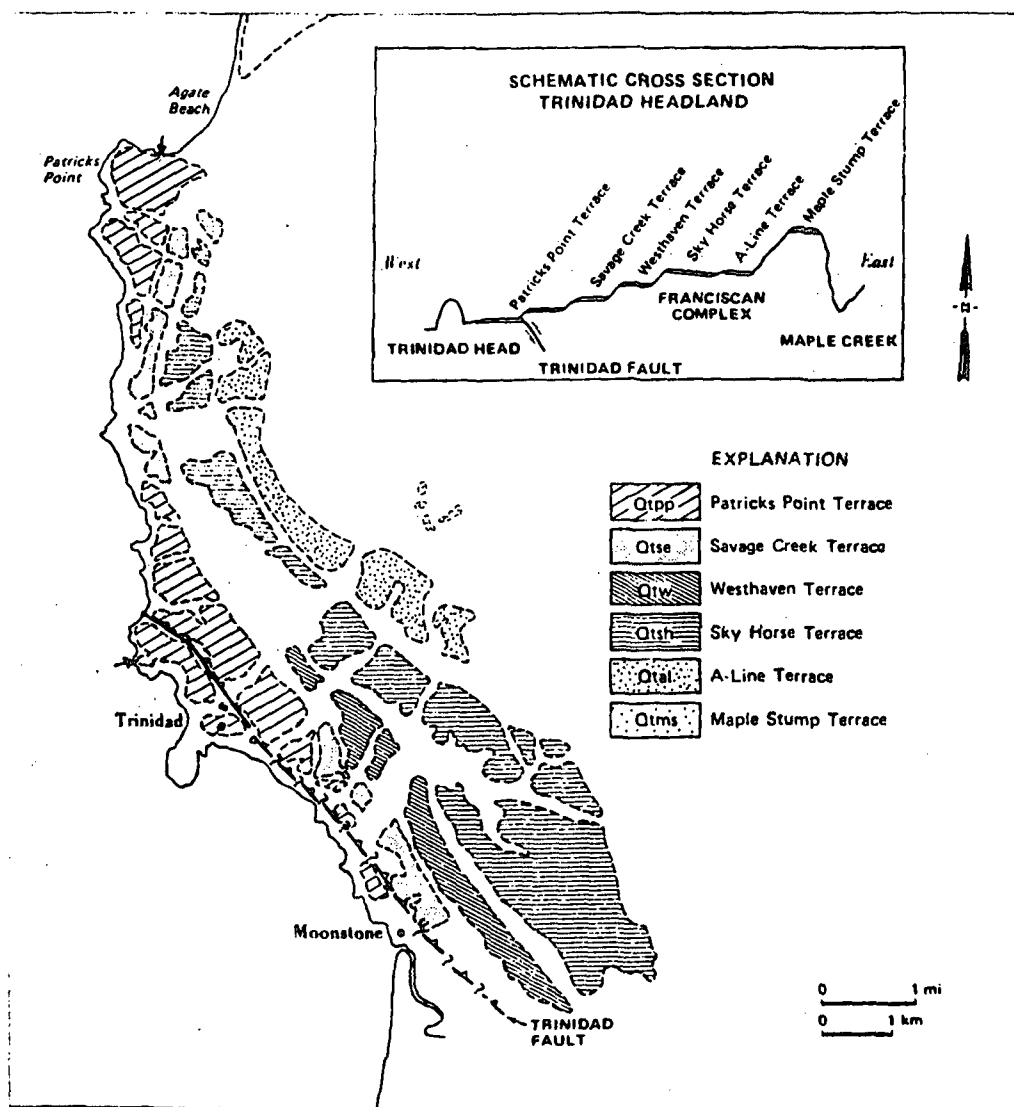 Agate
Beach
Patricks
Point
SCHEMATIC CROSS SECTION
TRINIDAD HEADLAND
Patricks Point Terrace
Savage Creek Terrace
Westhaven Terrace
Sky Horse Terrace
A-Line Terrace
Maple Stump Terrace
West
East
FRANCISCAN
COMPLEX
TRINIDAD HEAD
MAPLE CREEK
TRINIDAD FAULT
EXPLANATION
Qtpp Patricks Point Terrace
Qtse Savage Creek Terrace
Qtw Westhaven Terrace
Qtsh Sky Horse Terrace
Qtal A-Line Terrace
Qtms Maple Stump Terrace
Trinidad
Moonstone
?
?
TRINIDAD
FAULT
0 1 mi
0 1 km